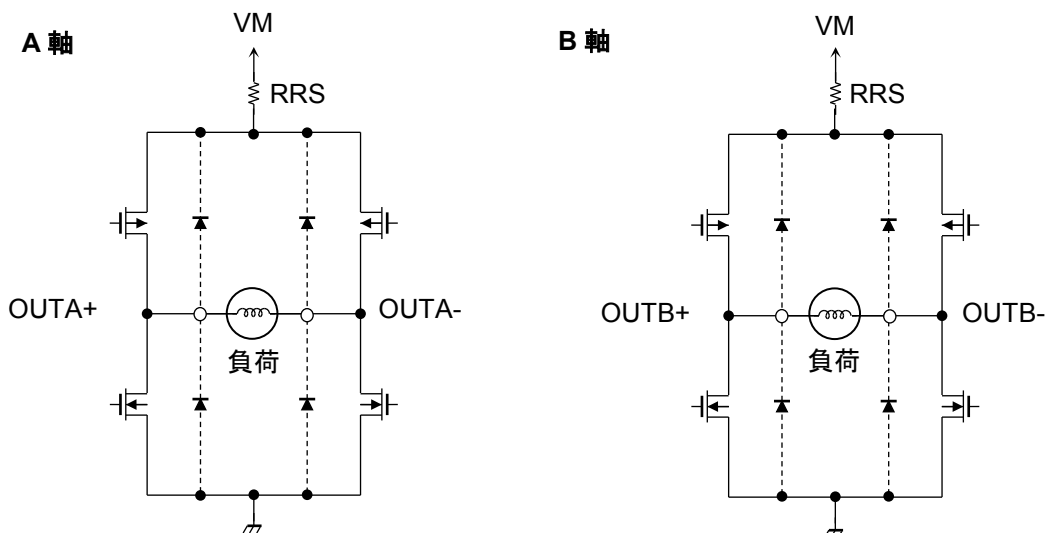 A 軸
VM
RRS
OUTA+
OUTA-
負荷
B 軸
VM
RRS
OUTB+
OUTB-
負荷